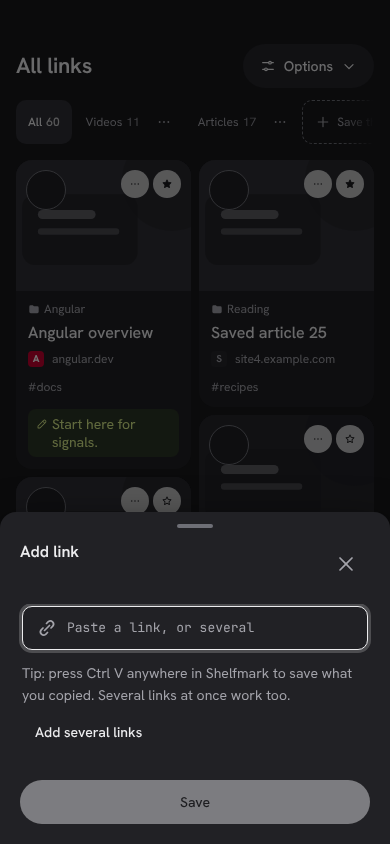 All links
Options
All 60
Videos 11
Articles 17
Save
Angular
Angular overview
A angular.dev
#docs
Start here for
signals.
Reading
Saved article 25
S site4.example.com
#recipes
Add link
Paste a link, or several
Tip: press Ctrl V anywhere in Shelfmark to save what
you copied. Several links at once work too.
Add several links
Save